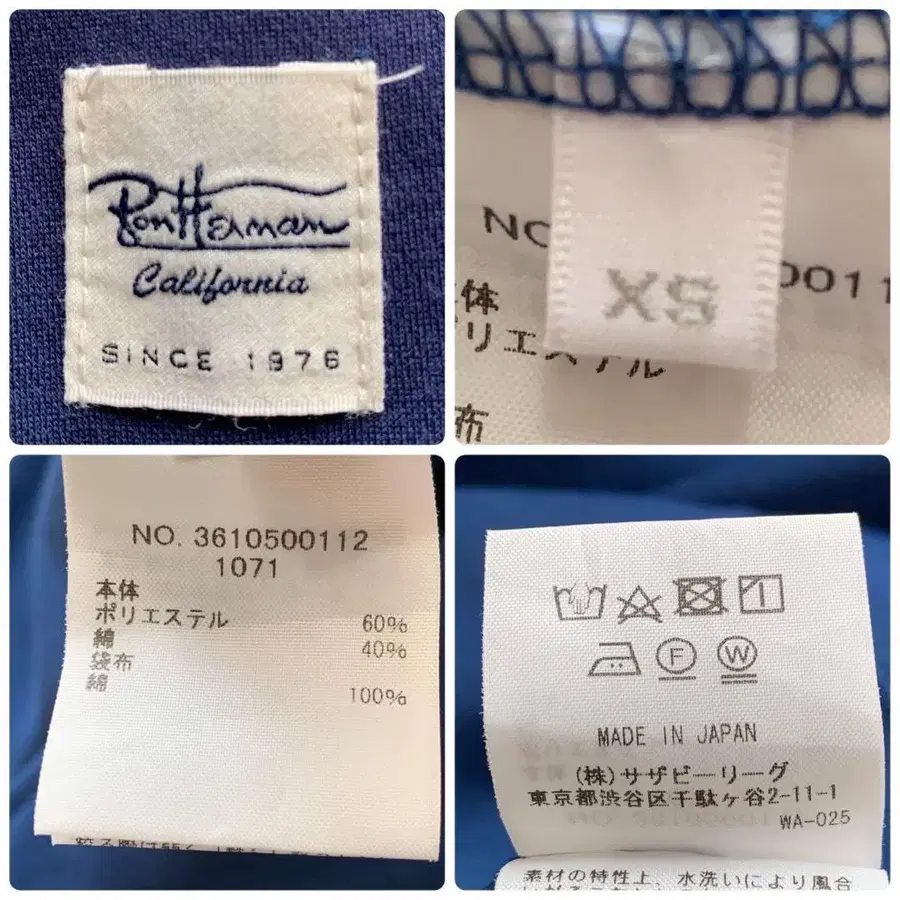 Ron Herman
California
SINCE 1976
XS
NO
0011
本体
ポリエステル
布
NO. 3610500112
1071
本体
ポリエステル 60%
綿 40%
袋布
綿 100%
F W
MADE IN JAPAN
(株)サザビーリーグ
東京都渋谷区千駄ヶ谷2-11-1
WA-025
素材の特性上、水洗いにより風合